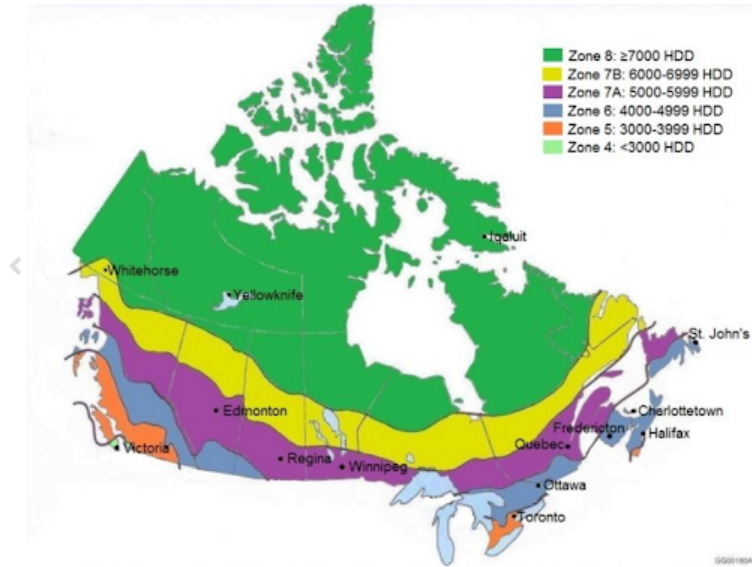 Zone 8: ≥7000 HDD
Zone 7B: 6000-6999 HDD
Zone 7A: 5000-5999 HDD
Zone 6: 4000-4999 HDD
Zone 5: 3000-3999 HDD
Zone 4: <3000 HDD
Iqaluit
Whitehorse
Yellowknife
St. John's
Edmonton
Charlottetown
Fredericton
Halifax
Victoria
Quebec
Regina
Winnipeg
Ottawa
Toronto